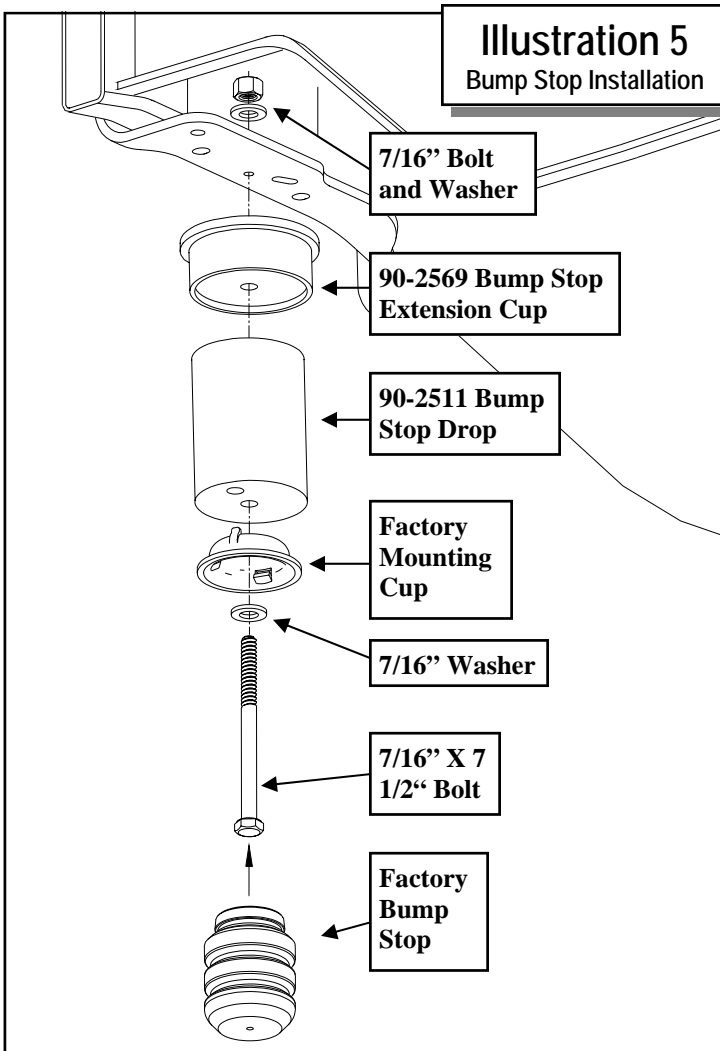 Illustration 5
Bump Stop Installation
7/16” Bolt
and Washer
90-2569 Bump Stop
Extension Cup
90-2511 Bump
Stop Drop
Factory
Mounting
Cup
7/16” Washer
7/16” X 7
1/2“ Bolt
Factory
Bump
Stop